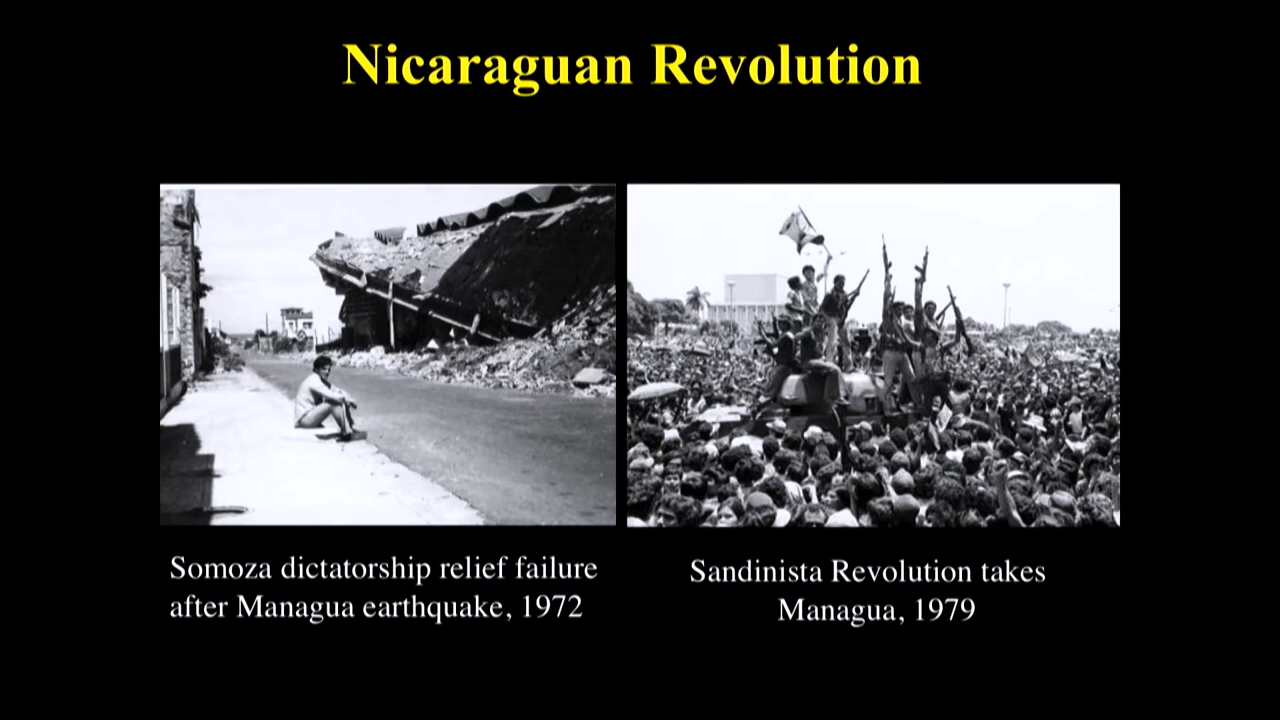 Nicaraguan Revolution
Somoza dictatorship relief failure
after Managua earthquake, 1972
Sandinista Revolution takes
Managua, 1979